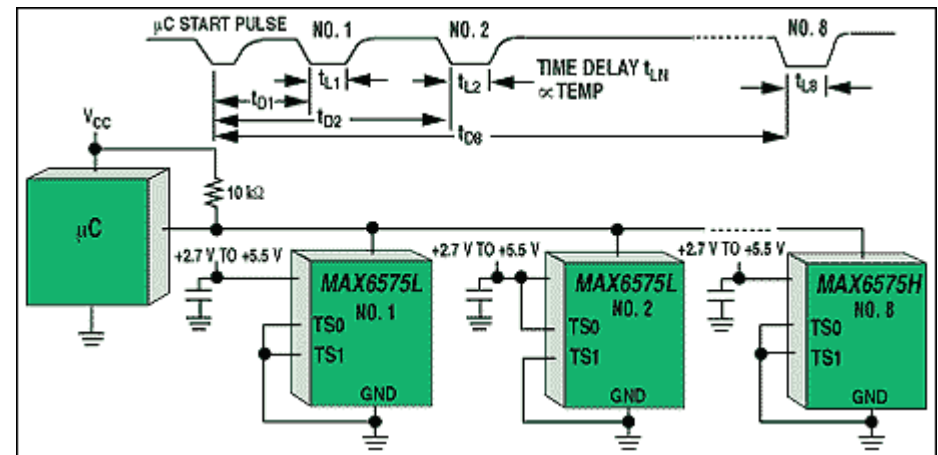 μC START PULSE
NO. 1
NO. 2
NO. 8
tL1
tL2
TIME DELAY tLN
∝ TEMP
tL8
tD1
tD2
tD8
VCC
10 kΩ
μC
+2.7 V TO +5.5 V
+2.7 V TO +5.5 V
+2.7 V TO +5.5 V
MAX6575L
NO. 1
TS0
TS1
GND
MAX6575L
NO. 2
TS0
TS1
GND
MAX6575H
NO. 8
TS0
TS1
GND